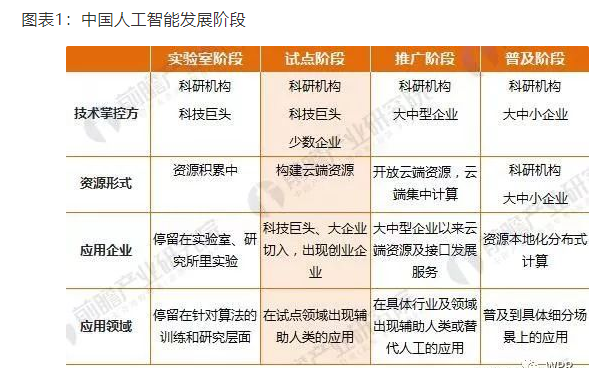 图表1：中国人工智能发展阶段
实验室阶段 试点阶段 推广阶段 普及阶段
技术掌控方
科研机构
科技巨头
科研机构
科技巨头
少数企业
科研机构
大中型企业
科研机构
大中小企业
资源形式
资源积累中
构建云端资源
开放云端资源，云
端集中计算
科研机构
大中小企业
应用企业
停留在实验室、研
究所里实验
科技巨头、大企业
切入，出现创业企
业
大中型企业以来云
端资源及接口发展
服务
资源本地化分布式
计算
应用领域
停留在针对算法的
训练和研究层面
在试点领域出现辅
助人类的应用
在具体行业及领域
出现辅助人类或替
代人工的应用
普及到具体细分场
景上的应用
前瞻产业研究院